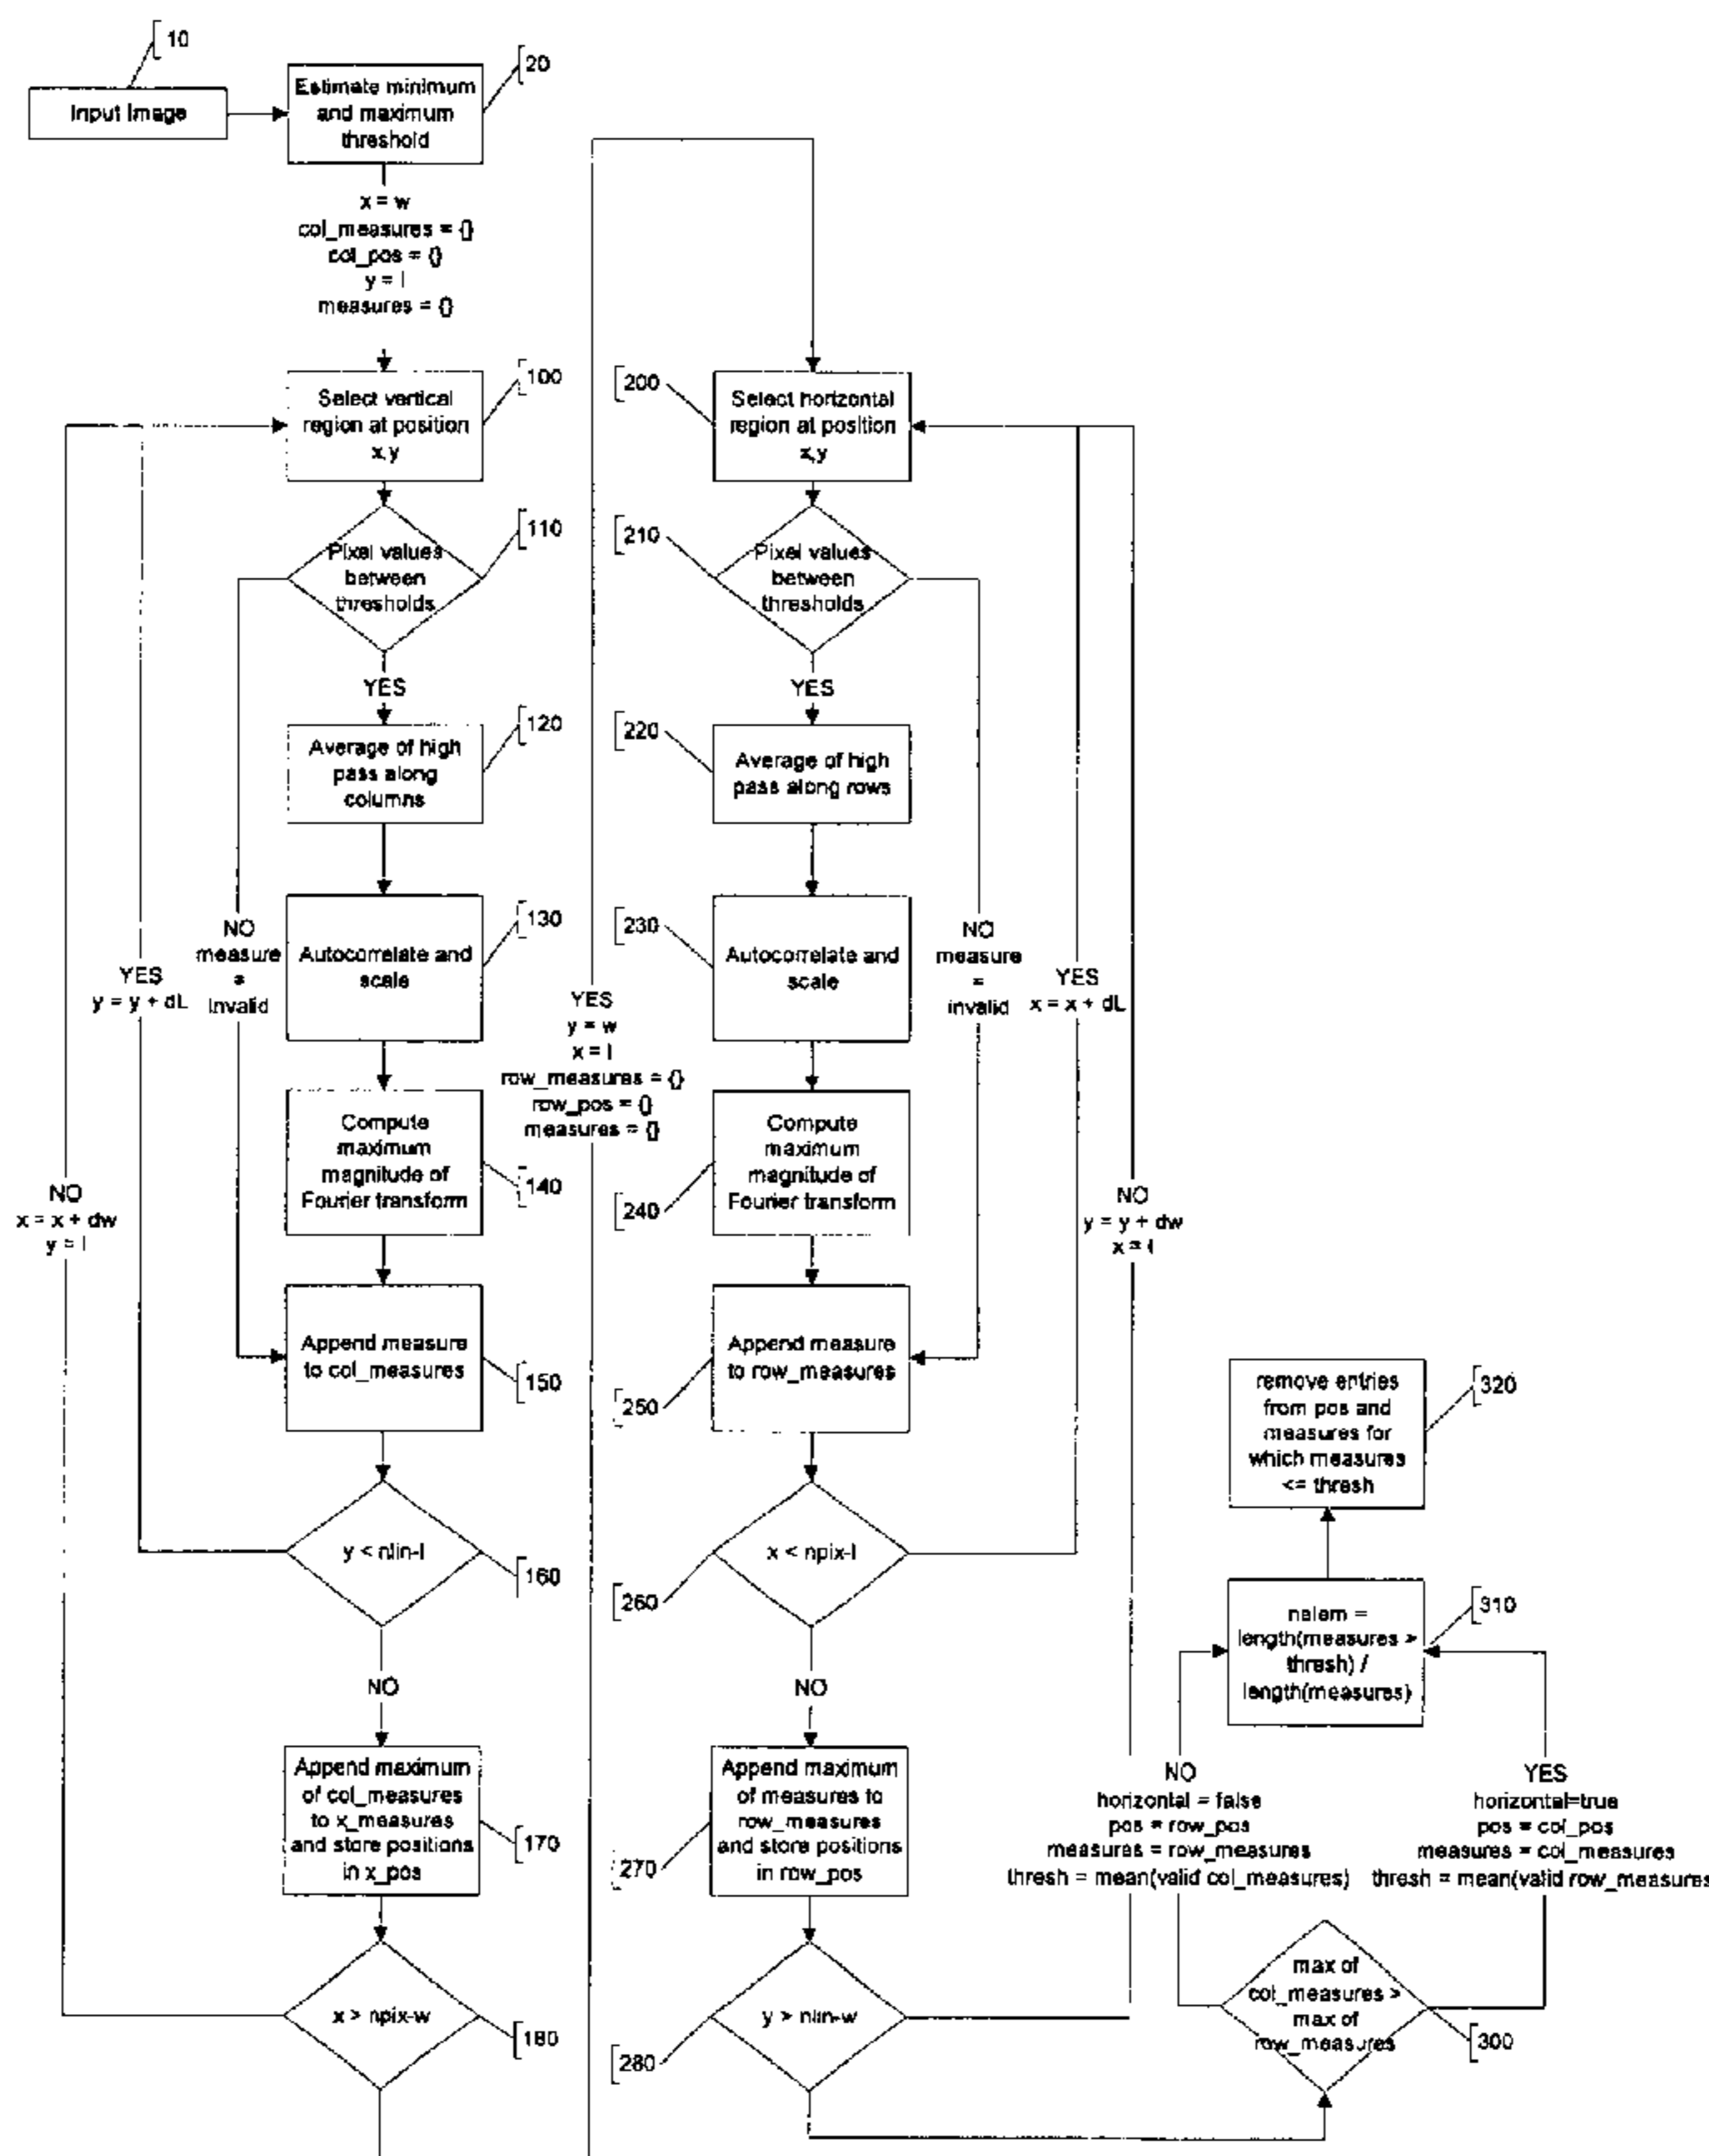 10
Input Image
20
Estimate minimum
and maximum
threshold
x = w
col_measures = {}
col_pos = {}
y = l
measures = {}
100
Select vertical
region at position
x,y
110
Pixel values
between
thresholds
YES
120
Average of high
pass along
columns
NO
measure
=
Invalid
130
Autocorrelate and
scale
YES
y = y + dL
140
Compute
maximum
magnitude of
Fourier transform
NO
x = x + dw
y = l
150
Append measure
to col_measures
160
y < nlin-l
NO
170
Append maximum
of col_measures
to x_measures
and store positions
in x_pos
180
x > npix-w
YES
y = w
x = l
row_measures = {}
row_pos = {}
measures = {}
200
Select horizontal
region at position
x,y
210
Pixel values
between
thresholds
YES
220
Average of high
pass along rows
NO
measure
=
invalid
230
Autocorrelate and
scale
YES
x = x + dL
240
Compute
maximum
magnitude of
Fourier transform
NO
y = y + dw
x = l
250
Append measure
to row_measures
260
x < npix-l
NO
270
Append maximum
of measures to
row_measures
and store positions
in row_pos
280
y > nlin-w
300
max of
col_measures >
max of
row_measures
NO
horizontal = false
pos = row_pos
measures = row_measures
thresh = mean(valid col_measures)
YES
horizontal=true
pos = col_pos
measures = col_measures
thresh = mean(valid row_measures
310
nelem =
length(measures >
thresh) /
length(measures)
320
remove entries
from pos and
measures for
which measures
<= thresh